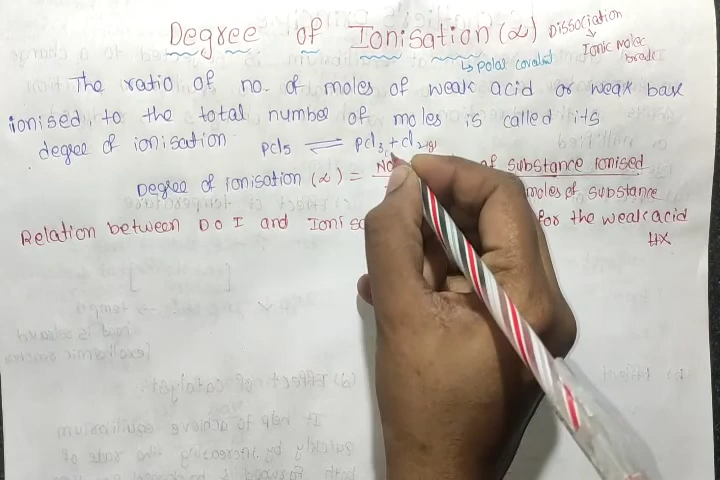 Degree of Ionisation (α) Dissociation
↳ Polar covalent
Ionic molec
The ratio of no. of moles of weak acid or weak base
ionised, to the total number of moles is called its
degree of ionisation PCl5 ⇌ PCl3 + Cl2(g)
Degree of ionisation (α) = No of substance ionised
moles of substance
Relation between D O I and Ionis for the weak acid
HX